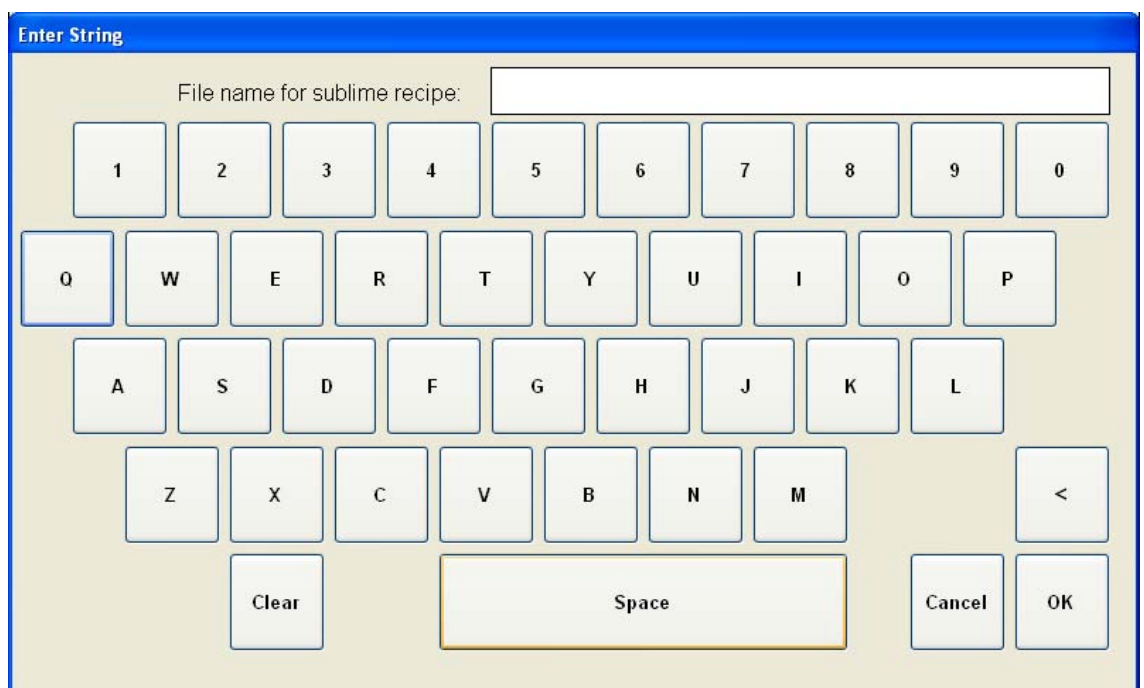 Enter String
File name for sublime recipe:
1 2 3 4 5 6 7 8 9 0
Q W E R T Y U I O P
A S D F G H J K L
Z X C V B N M <
Clear Space Cancel OK